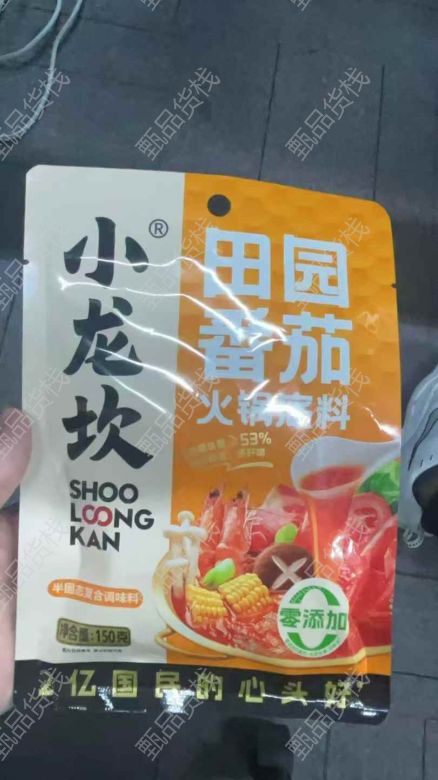 小龙坎®
SHOO
LOONG
KAN
半固态复合调味料
净含量:150克
田园
番茄
火锅底料
53%
零添加
亿国民的心头好
甄品货栈